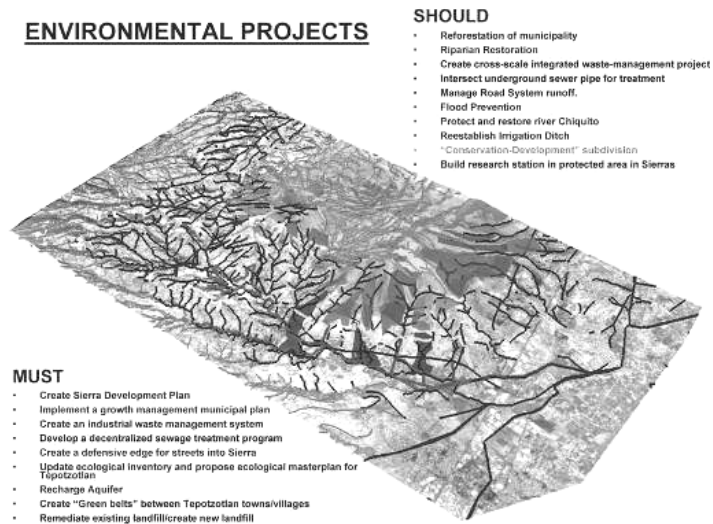 ENVIRONMENTAL PROJECTS
SHOULD
Reforestation of municipality
Riparian Restoration
Create cross-scale integrated waste-management project
Intersect underground sewer pipe for treatment
Manage Road System runoff.
Flood Prevention
Protect and restore river Chiquito
Reestablish Irrigation Ditch
"Conservation-Development" subdivision
Build research station in protected area in Sierras
MUST
Create Sierra Development Plan
Implement a growth management municipal plan
Create an industrial waste management system
Develop a decentralized sewage treatment program
Create a defensive edge for streets into Sierra
Update ecological inventory and propose ecological masterplan for
Tepotzotlan
Recharge Aquifer
Create "Green belts" between Tepotzotlan towns/villages
Remediate existing landfill/create new landfill